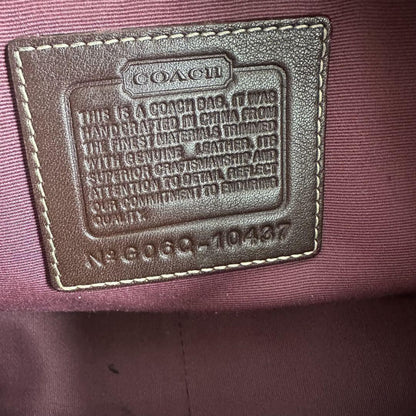 COACH
THIS IS A COACH BAG. IT WAS
HANDCRAFTED IN CHINA FROM
THE FINEST MATERIALS TRIMMED
WITH GENUINE LEATHER. ITS
SUPERIOR CRAFTSMANSHIP AND
ATTENTION TO DETAIL REFLECT
OUR COMMITMENT TO ENDURING
QUALITY.
Nº G06Q-10437